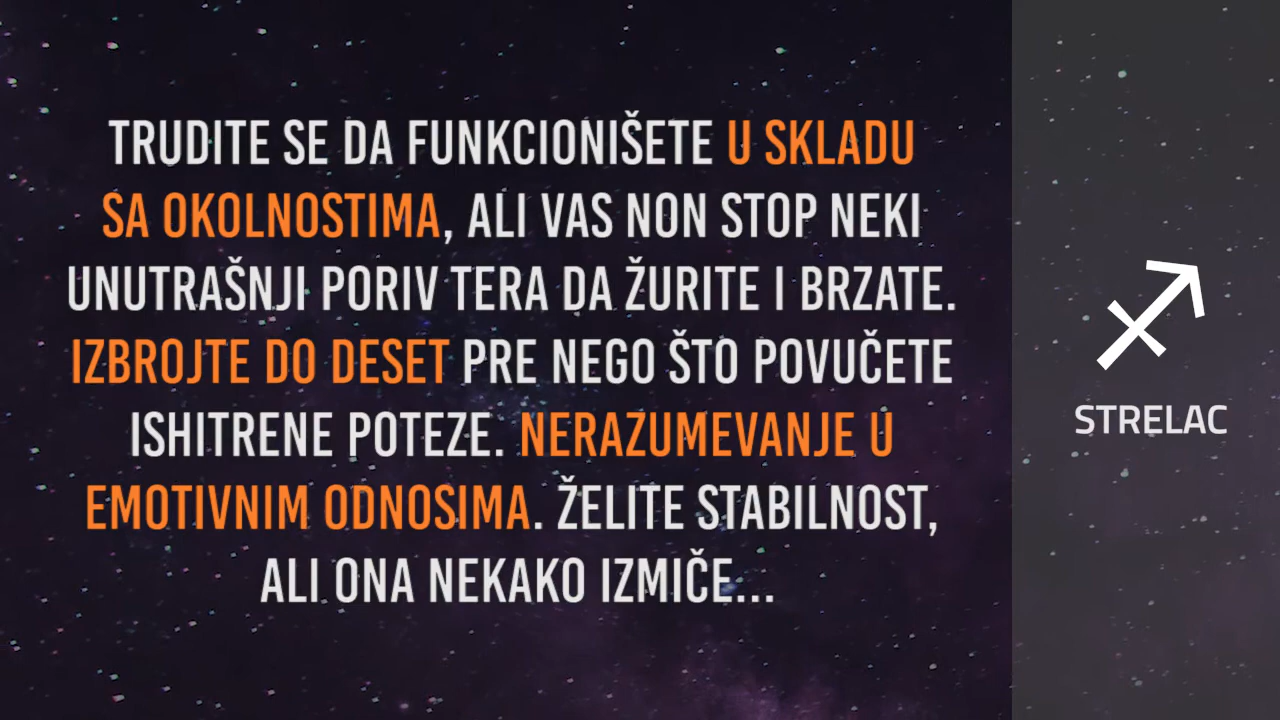 TRUDITE SE DA FUNKCIONIŠETE U SKLADU
SA OKOLNOSTIMA, ALI VAS NON STOP NEKI
UNUTRAŠNJI PORIV TERA DA ŽURITE I BRZATE.
IZBROJTE DO DESET PRE NEGO ŠTO POVUČETE
ISHITRENE POTEZE. NERAZUMEVANJE U
EMOTIVNIM ODNOSIMA. ŽELITE STABILNOST,
ALI ONA NEKAKO IZMIČE...
STRELAC